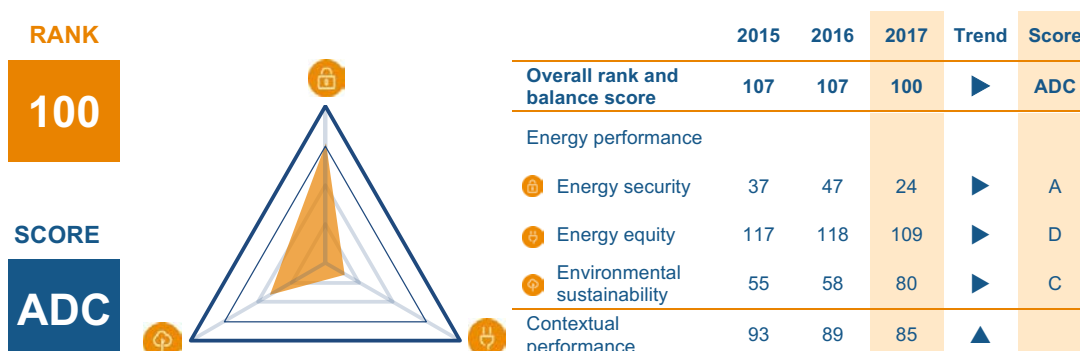 RANK
100
SCORE
ADC
2015 2016 2017 Trend Score
Overall rank and
balance score 107 107 100 ADC
Energy performance
Energy security 37 47 24 A
Energy equity 117 118 109 D
Environmental
sustainability 55 58 80 C
Contextual
performance 93 89 85